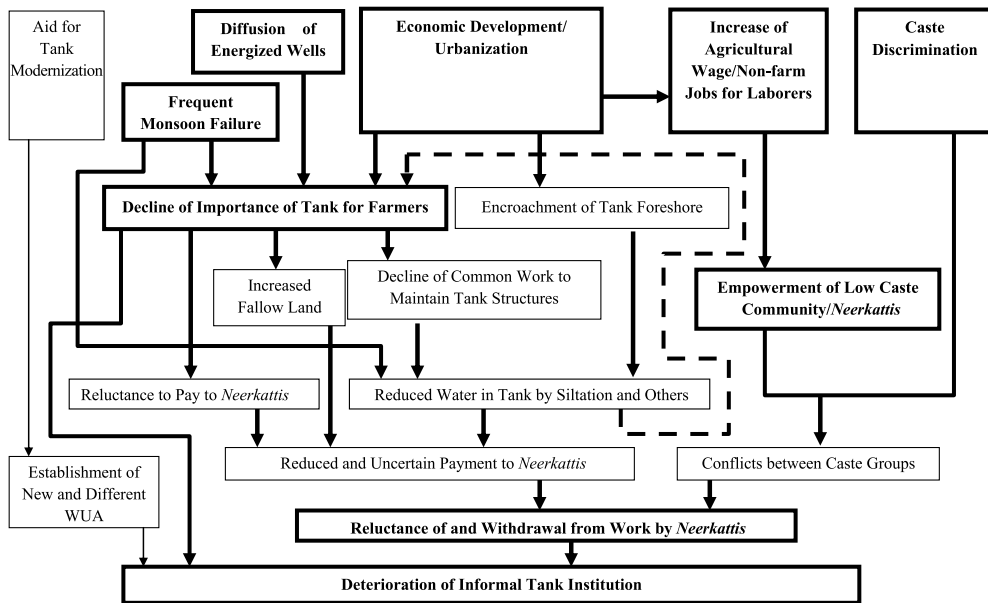 Aid for
Tank
Modernization
Diffusion of
Energized Wells
Economic Development/
Urbanization
Increase of
Agricultural
Wage/Non-farm
Jobs for Laborers
Caste
Discrimination
Frequent
Monsoon Failure
Decline of Importance of Tank for Farmers
Encroachment of Tank Foreshore
Increased
Fallow Land
Decline of Common Work to
Maintain Tank Structures
Empowerment of Low Caste
Community/Neerkattis
Reluctance to Pay to Neerkattis
Reduced Water in Tank by Siltation and Others
Establishment of
New and Different
WUA
Reduced and Uncertain Payment to Neerkattis
Conflicts between Caste Groups
Reluctance of and Withdrawal from Work by Neerkattis
Deterioration of Informal Tank Institution